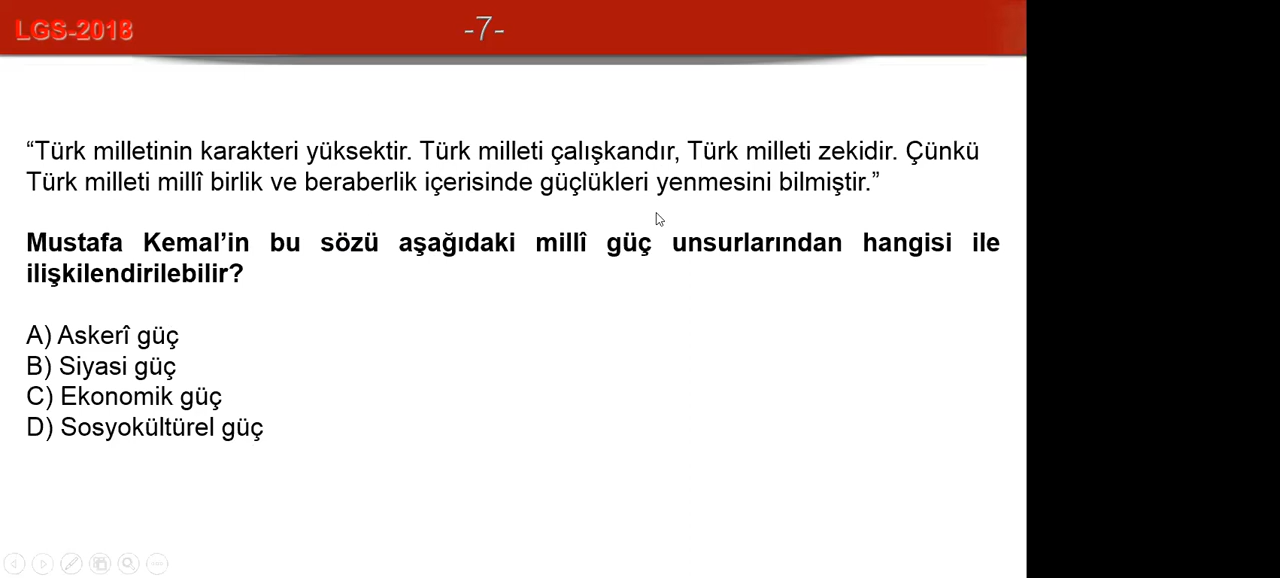 LGS-2018
-7-
“Türk milletinin karakteri yüksektir. Türk milleti çalışkandır, Türk milleti zekidir. Çünkü
Türk milleti millî birlik ve beraberlik içerisinde güçlükleri yenmesini bilmiştir.”
Mustafa Kemal’in bu sözü aşağıdaki millî güç unsurlarından hangisi ile
ilişkilendirilebilir?
A) Askerî güç
B) Siyasi güç
C) Ekonomik güç
D) Sosyokültürel güç